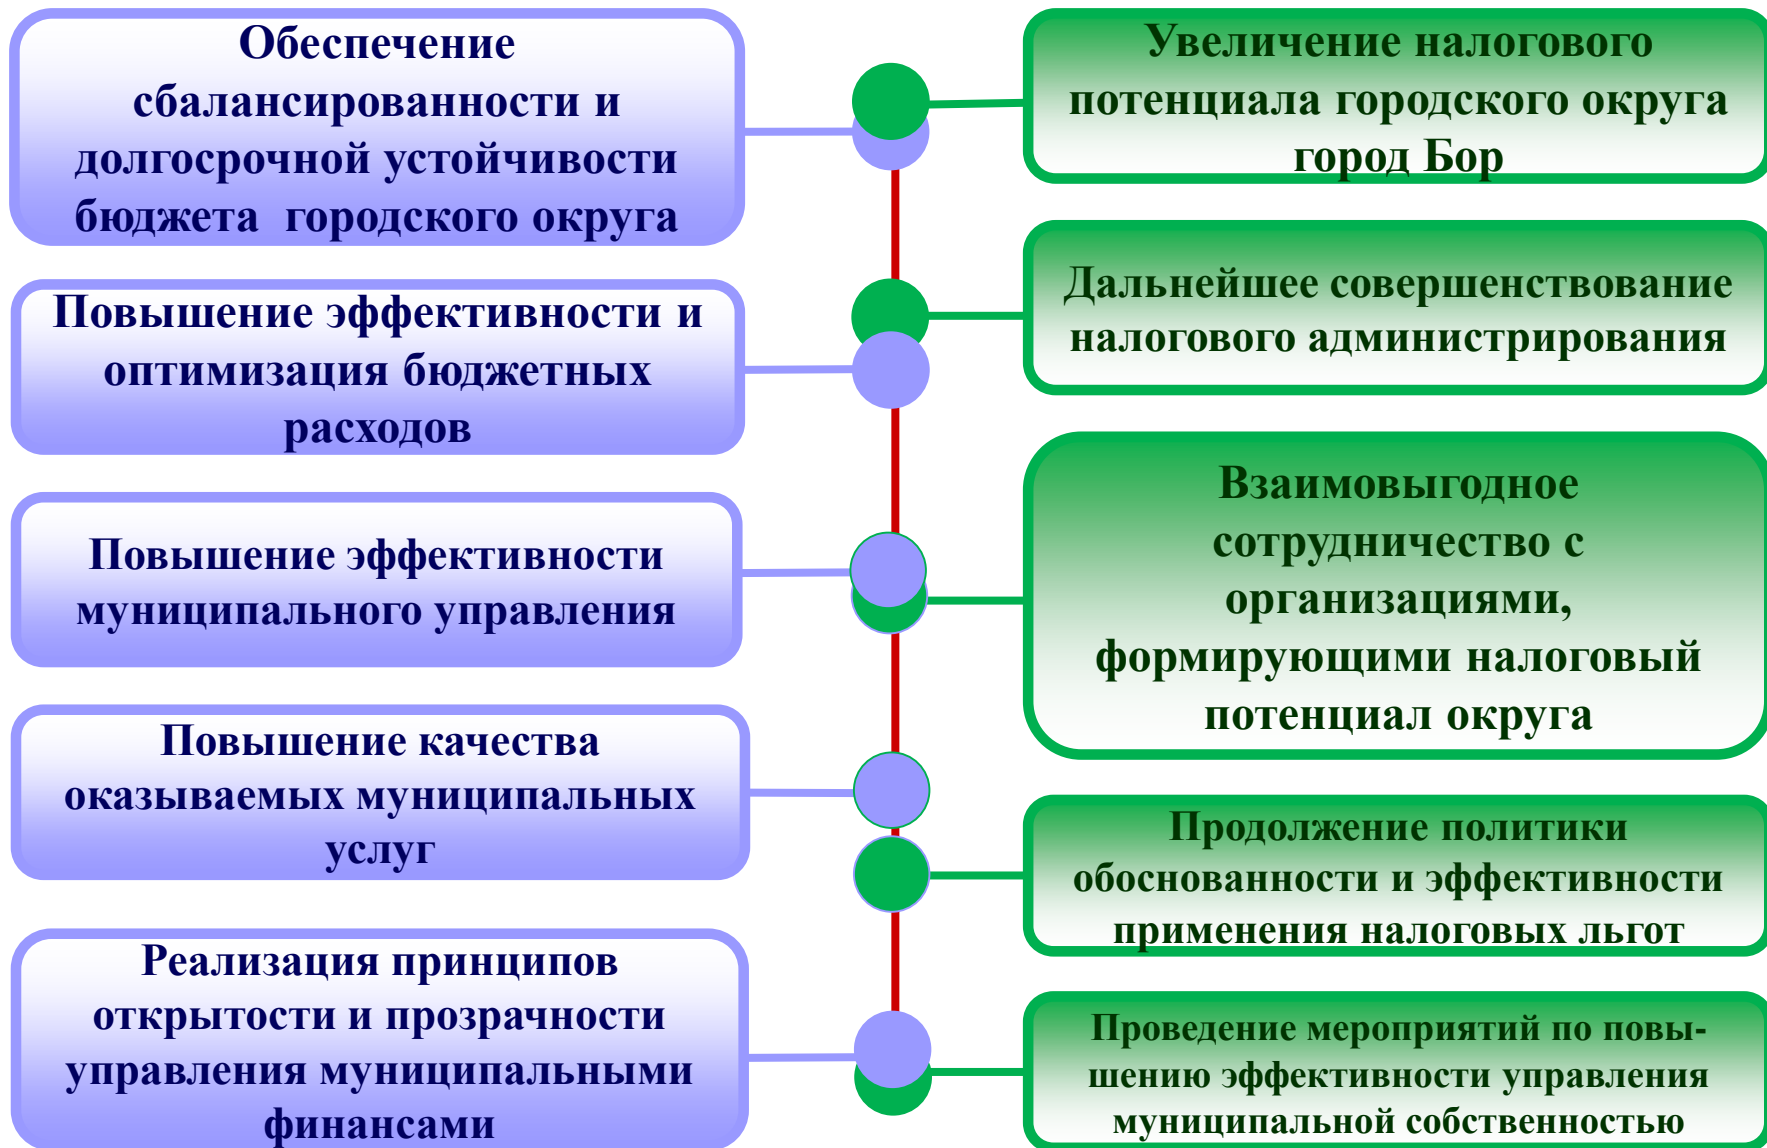 Обеспечение
сбалансированности и
долгосрочной устойчивости
бюджета  городского округа
Повышение эффективности и
оптимизация бюджетных
расходов
Повышение эффективности
муниципального управления
Повышение качества
оказываемых муниципальных
услуг
Реализация принципов
открытости и прозрачности
управления муниципальными
финансами
Увеличение налогового
потенциала городского округа
город Бор
Дальнейшее совершенствование
налогового администрирования
Взаимовыгодное
сотрудничество с
организациями,
формирующими налоговый
потенциал округа
Продолжение политики
обоснованности и эффективности
применения налоговых льгот
Проведение мероприятий по повы-
шению эффективности управления
муниципальной собственностью